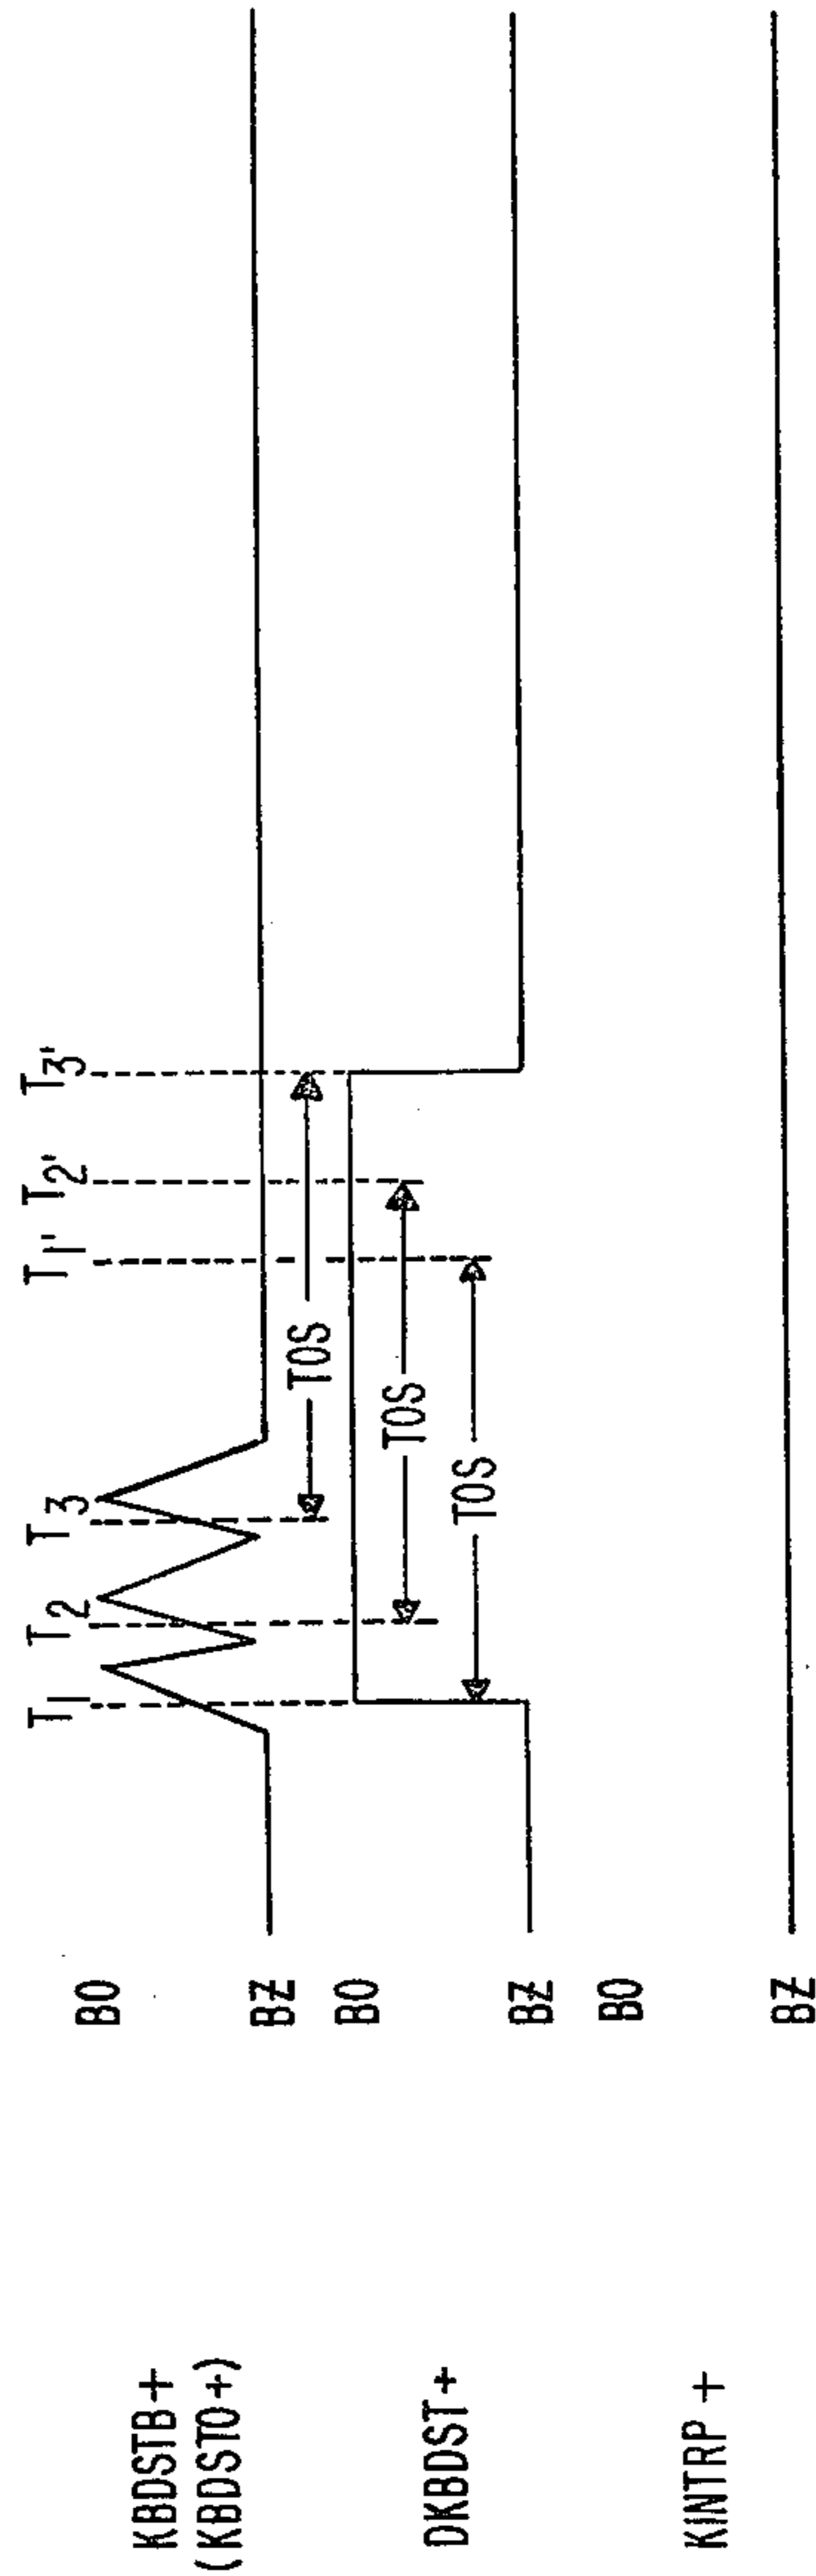 T1 T2 T3 T1' T2' T3'
KBDSTB+
(KBDSTO+)
BO
BZ
TOS
DKBDST+
BO
BZ
TOS
TOS
KINTRP+
BO
BZ